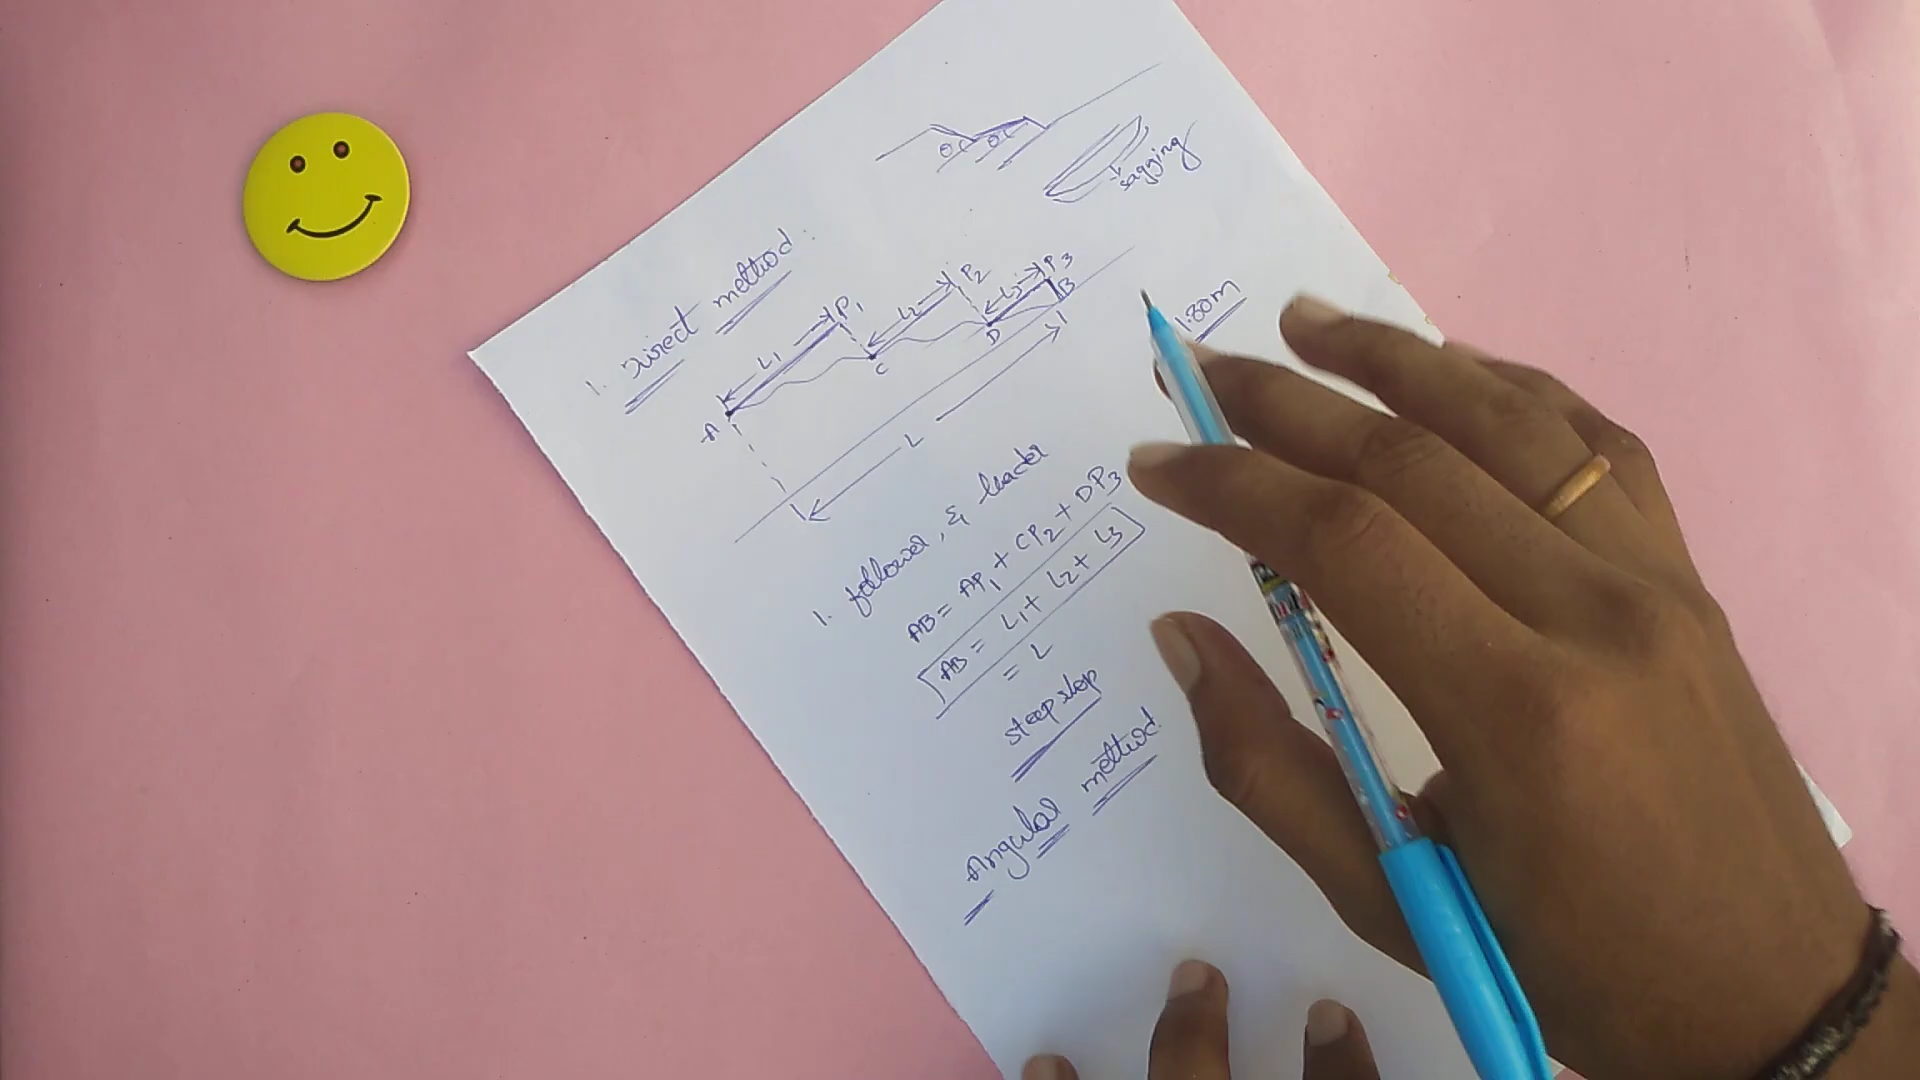 θ θ
sagging
1. Direct method:
A L1 P1 C L2 P2 D L3 P3 B
1.80m
L
1. follower, & leader
AB = AP1 + CP2 + DP3
AB = L1 + L2 + L3
= L
steep slop
Angular method